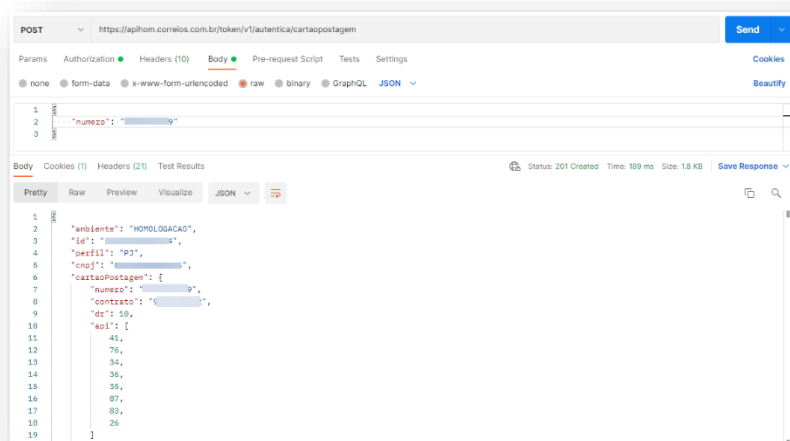 POST https://apihom.correios.com.br/token/v1/autentica/cartaopostagem Send
Params Authorization Headers (10) Body Pre-request Script Tests Settings Cookies
none form-data x-www-form-urlencoded raw binary GraphQL JSON Beautify
1
2 "numero": " 9"
3
Body Cookies (1) Headers (21) Test Results Status: 201 Created Time: 189 ms Size: 1.8 KB Save Response
Pretty Raw Preview Visualize JSON
1
2 "ambiente": "HOMOLOGACAO",
3 "id": " 4",
4 "perfil": "PJ",
5 "cnpj": " ",
6 "cartaoPostagem": {
7 "numero": " 9",
8 "contrato": "9 ",
9 "dr": 10,
10 "api": [
11 41,
12 76,
13 34,
14 36,
15 35,
16 87,
17 83,
18 26
19 ]